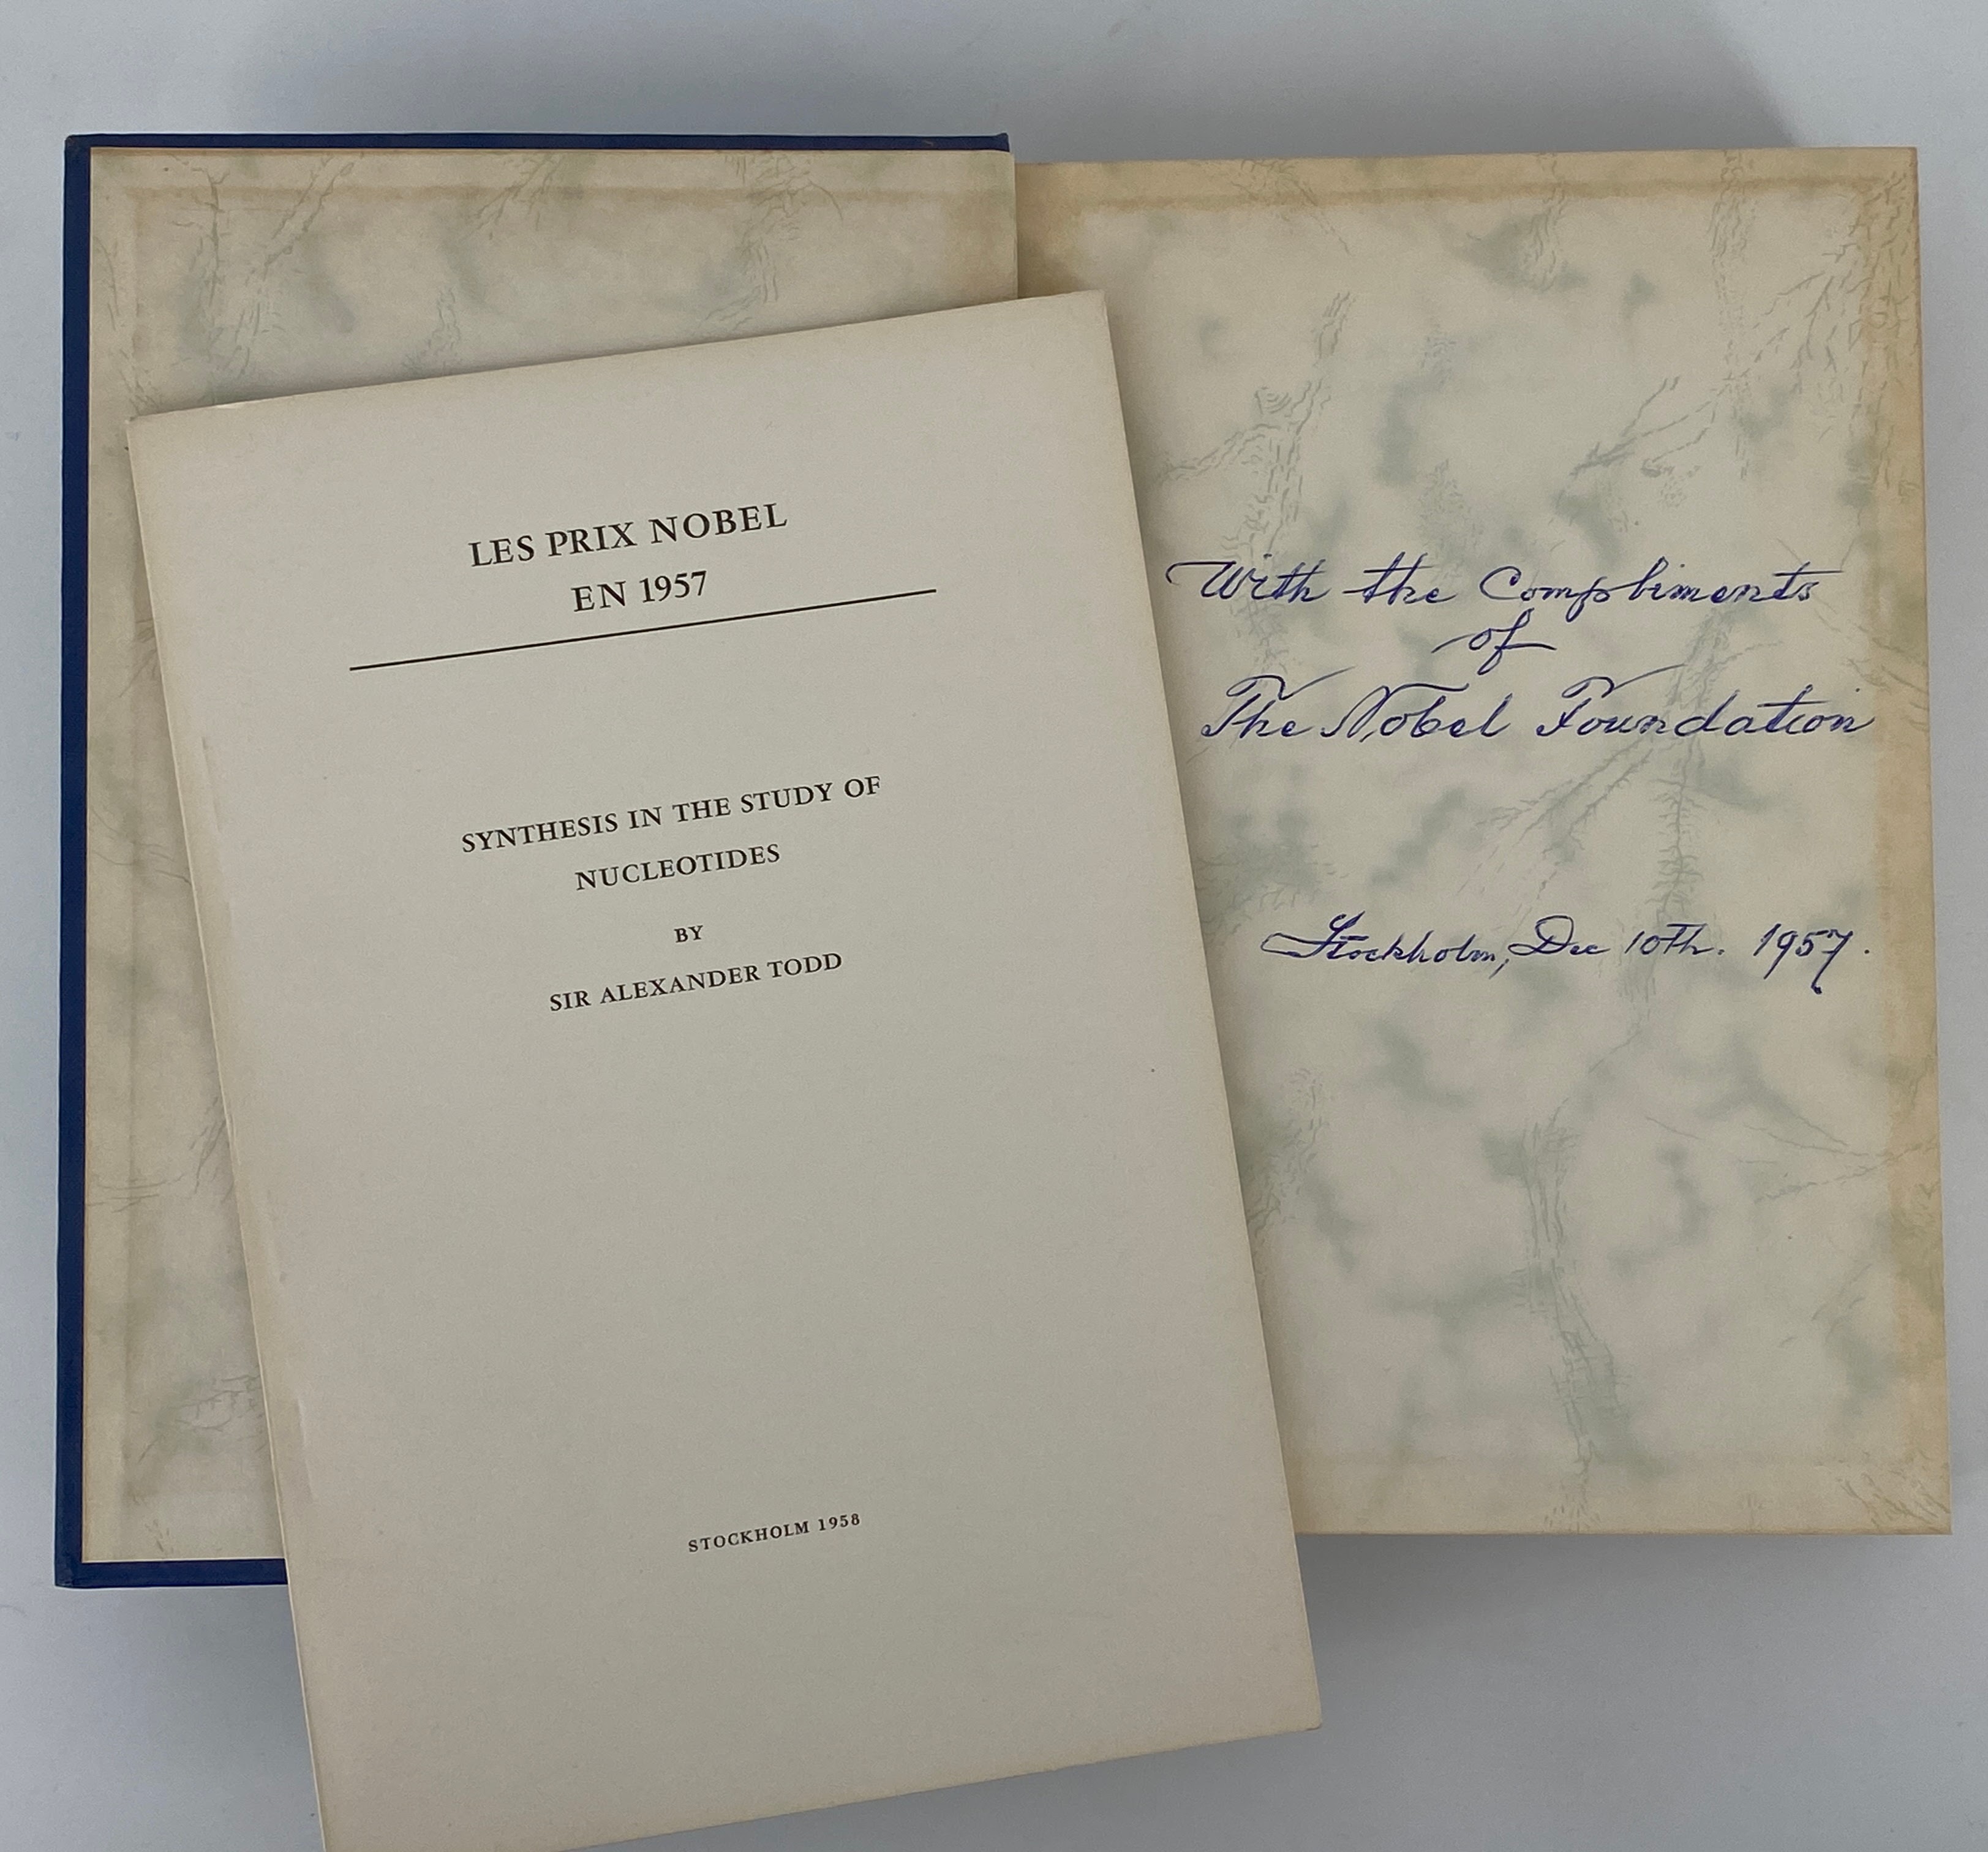 LES PRIX NOBEL
EN 1957
SYNTHESIS IN THE STUDY OF
NUCLEOTIDES
BY
SIR ALEXANDER TODD
STOCKHOLM 1958
With the Compliments
of
The Nobel Foundation
Stockholm, Dec 10th. 1957.